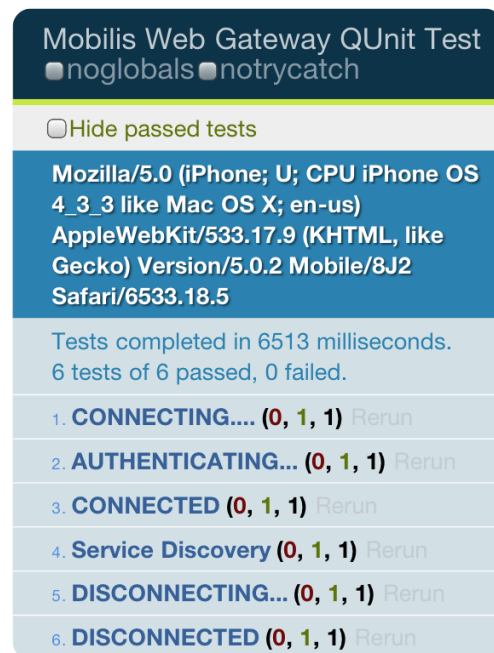 Mobilis Web Gateway QUnit Test
noglobals notrycatch
Hide passed tests
Mozilla/5.0 (iPhone; U; CPU iPhone OS
4_3_3 like Mac OS X; en-us)
AppleWebKit/533.17.9 (KHTML, like
Gecko) Version/5.0.2 Mobile/8J2
Safari/6533.18.5
Tests completed in 6513 milliseconds.
6 tests of 6 passed, 0 failed.
1. CONNECTING.... (0, 1, 1) Rerun
2. AUTHENTICATING... (0, 1, 1) Rerun
3. CONNECTED (0, 1, 1) Rerun
4. Service Discovery (0, 1, 1) Rerun
5. DISCONNECTING... (0, 1, 1) Rerun
6. DISCONNECTED (0, 1, 1) Rerun